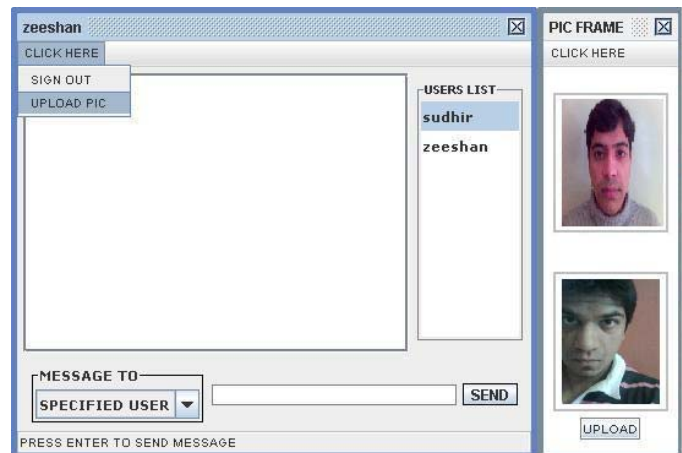 zeeshan
CLICK HERE
SIGN OUT
UPLOAD PIC
USERS LIST
sudhir
zeeshan
MESSAGE TO
SPECIFIED USER
SEND
PRESS ENTER TO SEND MESSAGE
PIC FRAME
CLICK HERE
UPLOAD